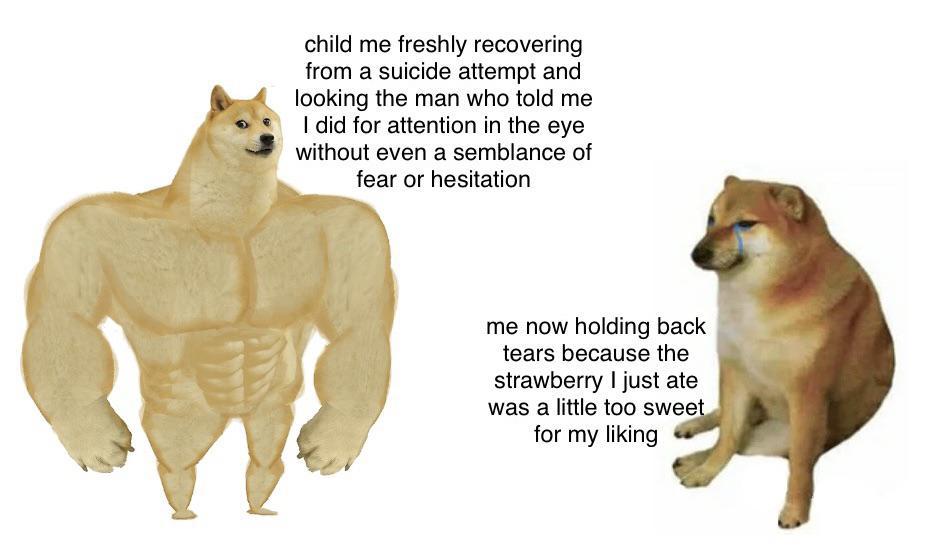 child me freshly recovering
from a suicide attempt and
looking the man who told me
I did for attention in the eye
without even a semblance of
fear or hesitation
me now holding back
tears because the
strawberry I just ate
was a little too sweet
for my liking